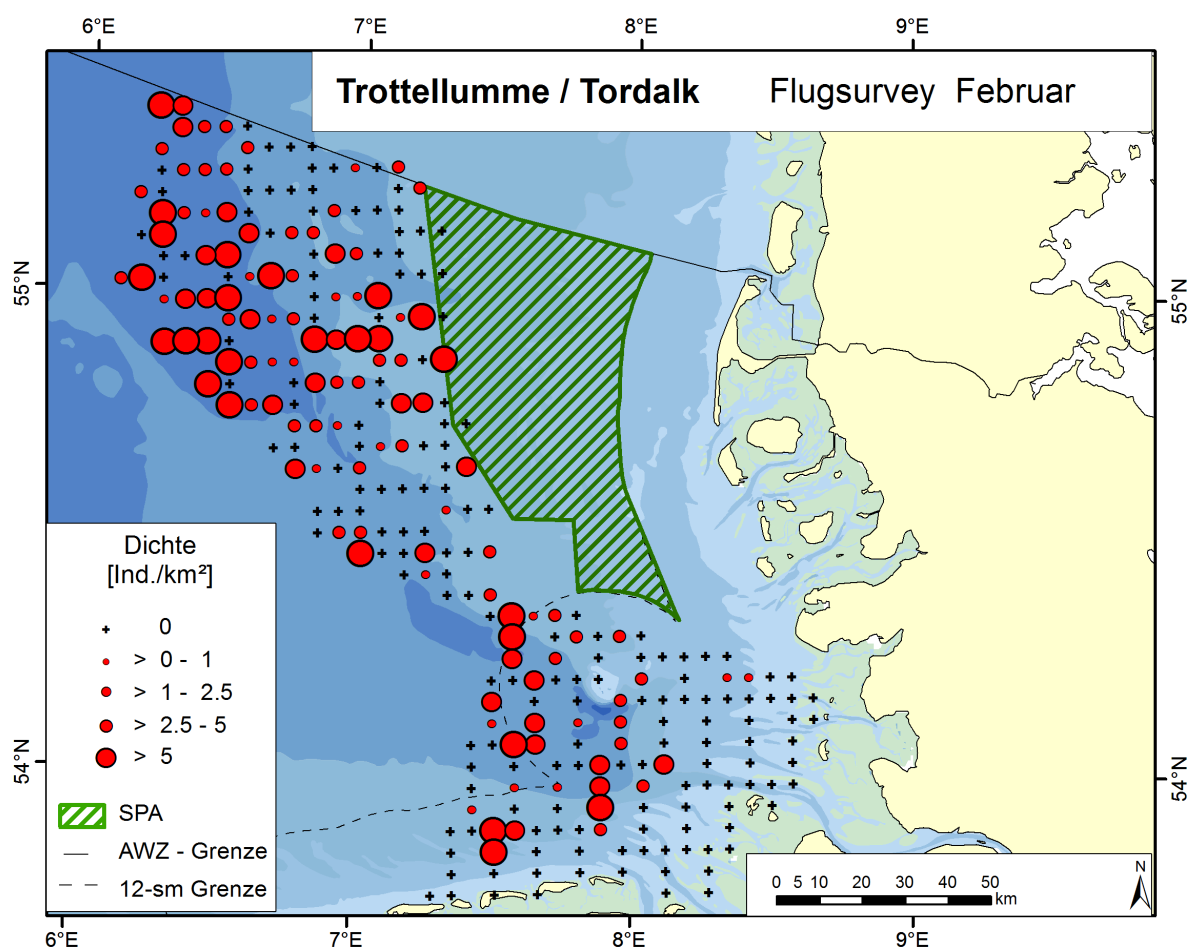 6°E 7°E 8°E 9°E
Trottellumme / Tordalk Flugsurvey Februar
55°N 55°N
Dichte
[Ind./km²]
0
> 0 - 1
> 1 - 2.5
> 2.5 - 5
> 5
54°N 54°N
SPA
AWZ - Grenze
12-sm Grenze
N
0 5 10 20 30 40 50
km
6°E 7°E 8°E 9°E